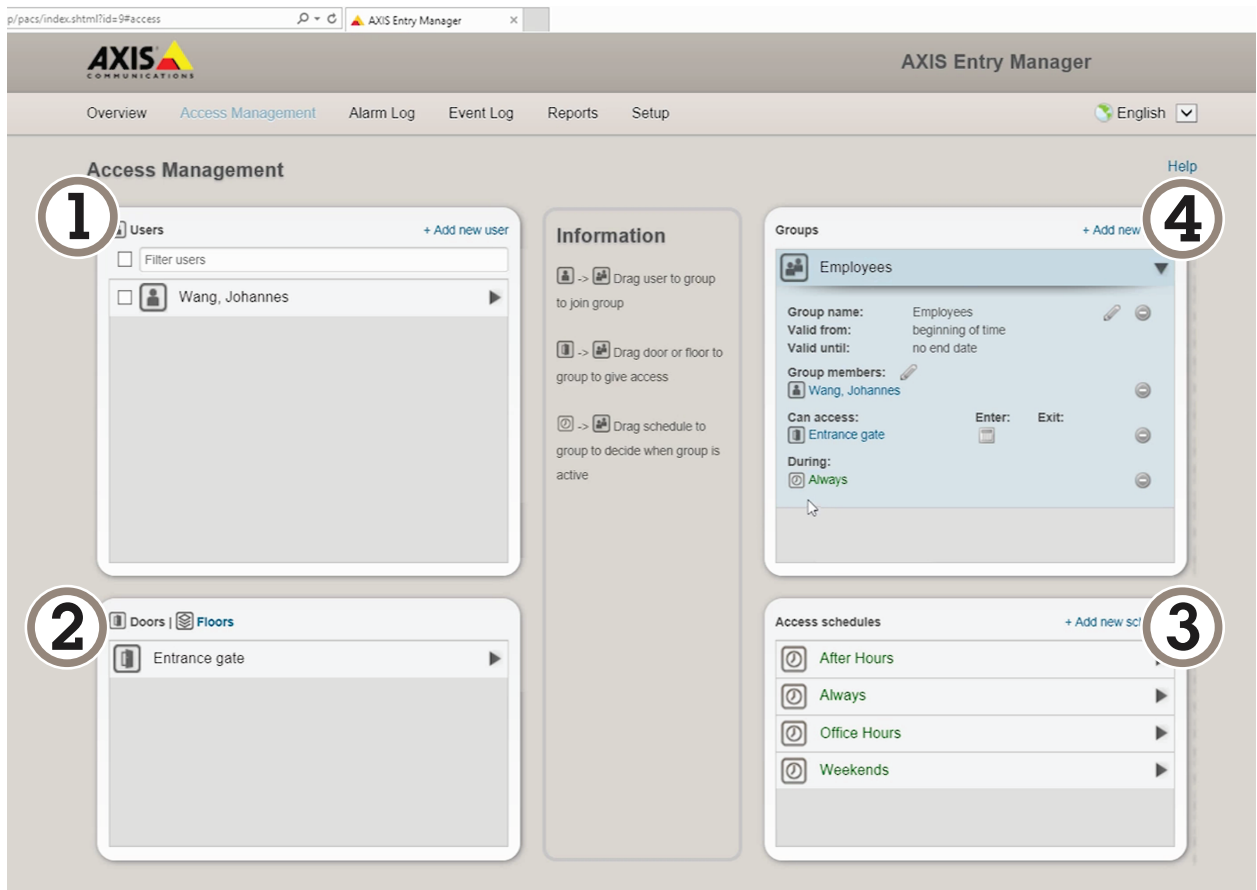 p/pacs/index.shtml?id=9#access
AXIS Entry Manager
AXIS
COMMUNICATIONS
AXIS Entry Manager
Overview Access Management Alarm Log Event Log Reports Setup
English
Access Management
Help
1
Users
+ Add new user
Filter users
Wang, Johannes
Information
-> Drag user to group
to join group
-> Drag door or floor to
group to give access
-> Drag schedule to
group to decide when group is
active
4
Groups
+ Add new
Employees
Group name: Employees
Valid from: beginning of time
Valid until: no end date
Group members:
Wang, Johannes
Can access: Enter: Exit:
Entrance gate
During:
Always
2
Doors | Floors
Entrance gate
3
Access schedules
+ Add new
After Hours
Always
Office Hours
Weekends